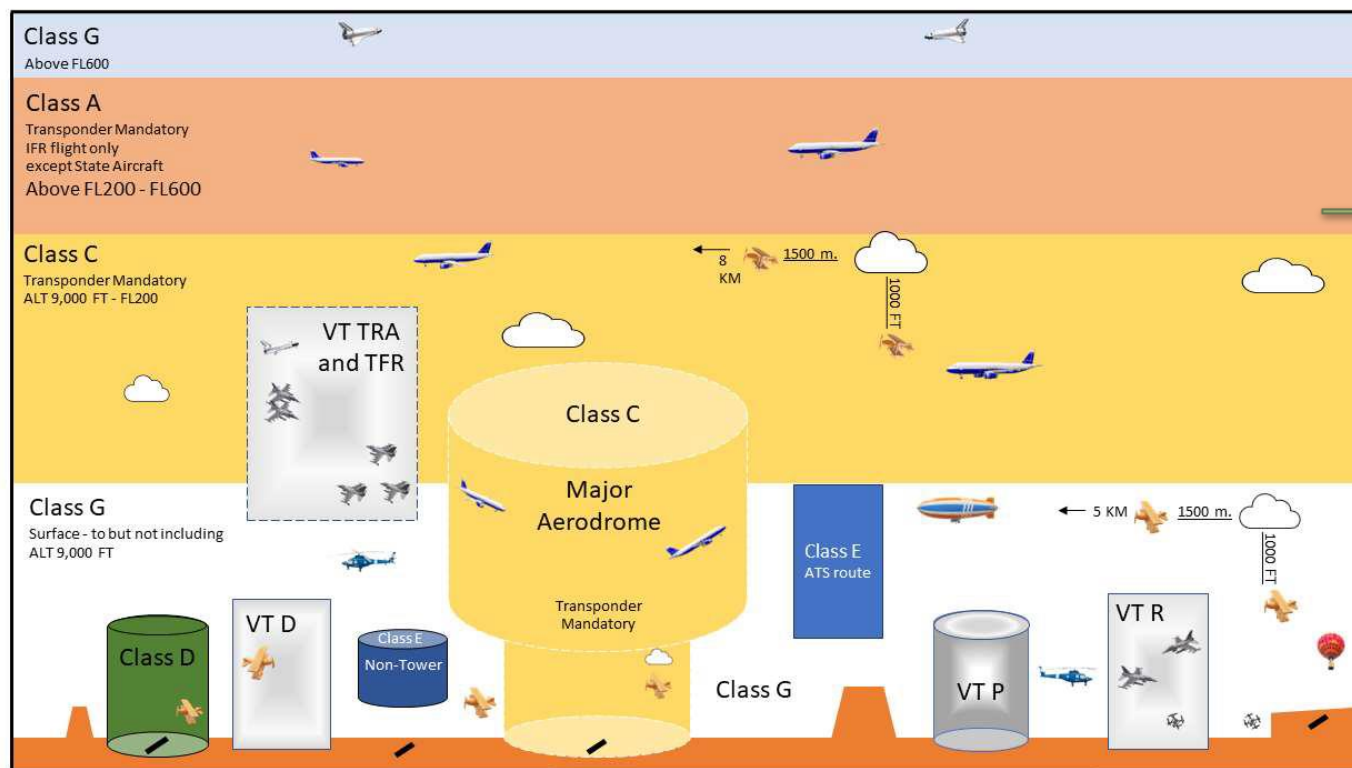 Class G
Above FL600
Class A
Transponder Mandatory
IFR flight only
except State Aircraft
Above FL200 - FL600
Class C
Transponder Mandatory
ALT 9,000 FT - FL200
8
KM
1500 m.
1000 FT
VT TRA
and TFR
Class C
Major
Aerodrome
Transponder
Mandatory
Class G
Surface - to but not including
ALT 9,000 FT
Class E
ATS route
5 KM
1500 m.
1000 FT
Class D
VT D
Class E
Non-Tower
Class G
VT P
VT R